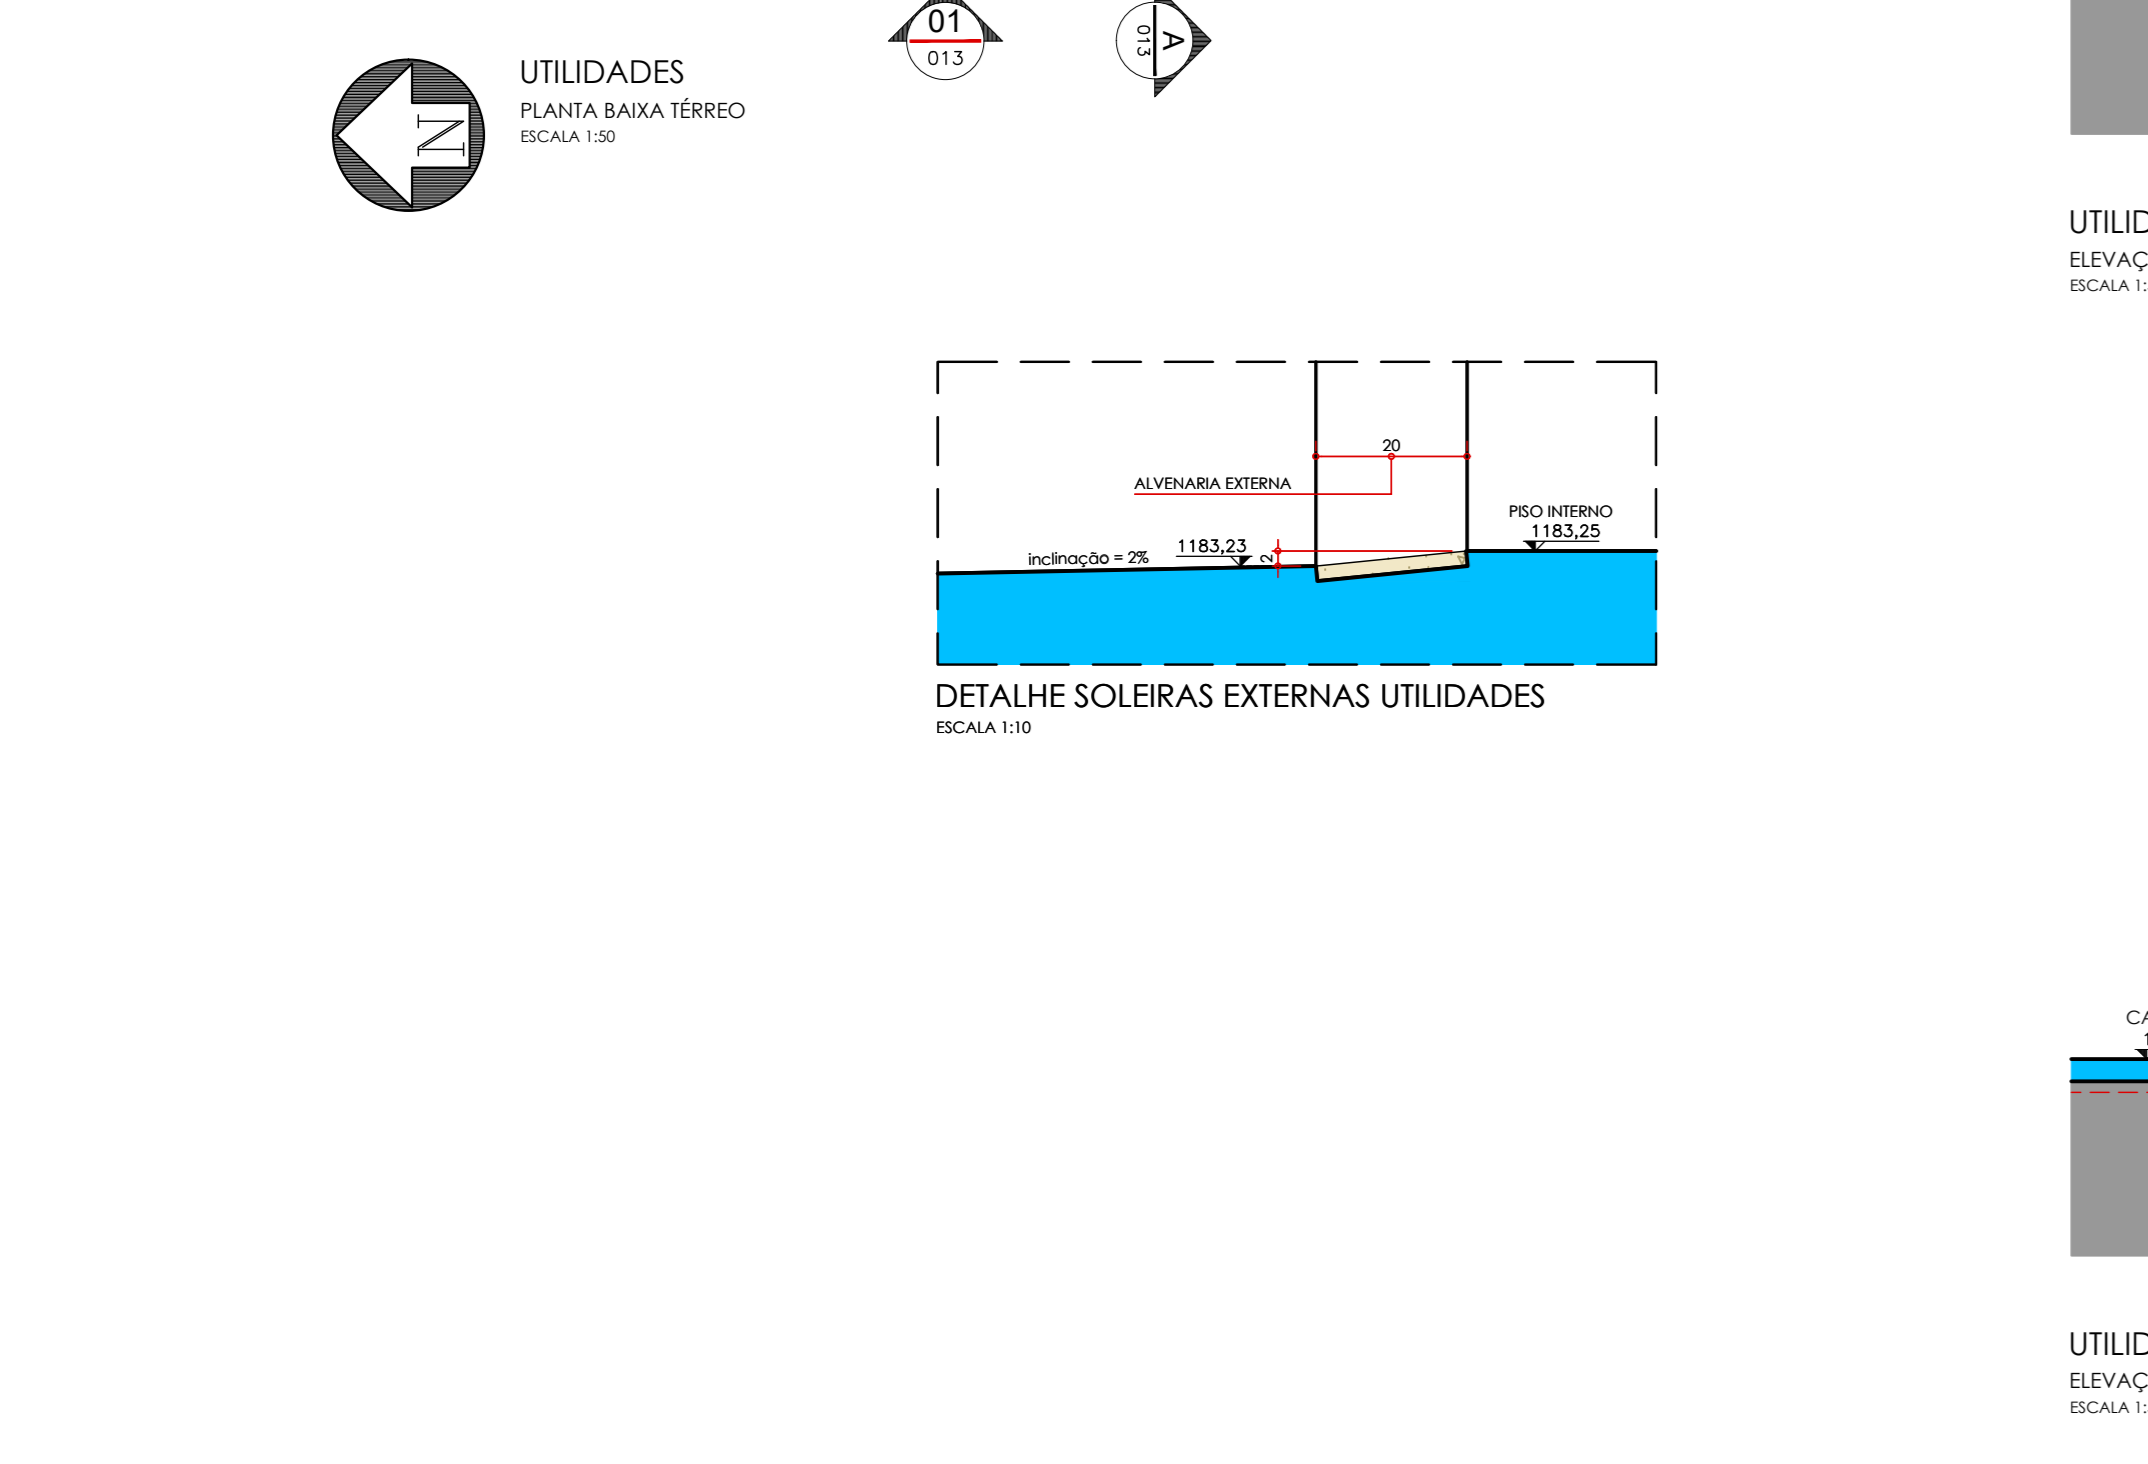 01
013
A
013
N
UTILIDADES
PLANTA BAIXA TÉRREO
ESCALA 1:50
UTILID
ELEVAÇ
ESCALA 1:
20
ALVENARIA EXTERNA
PISO INTERNO
1183,25
1183,23
2
inclinação = 2%
DETALHE SOLEIRAS EXTERNAS UTILIDADES
ESCALA 1:10
CA
1
UTILID
ELEVAÇ
ESCALA 1: